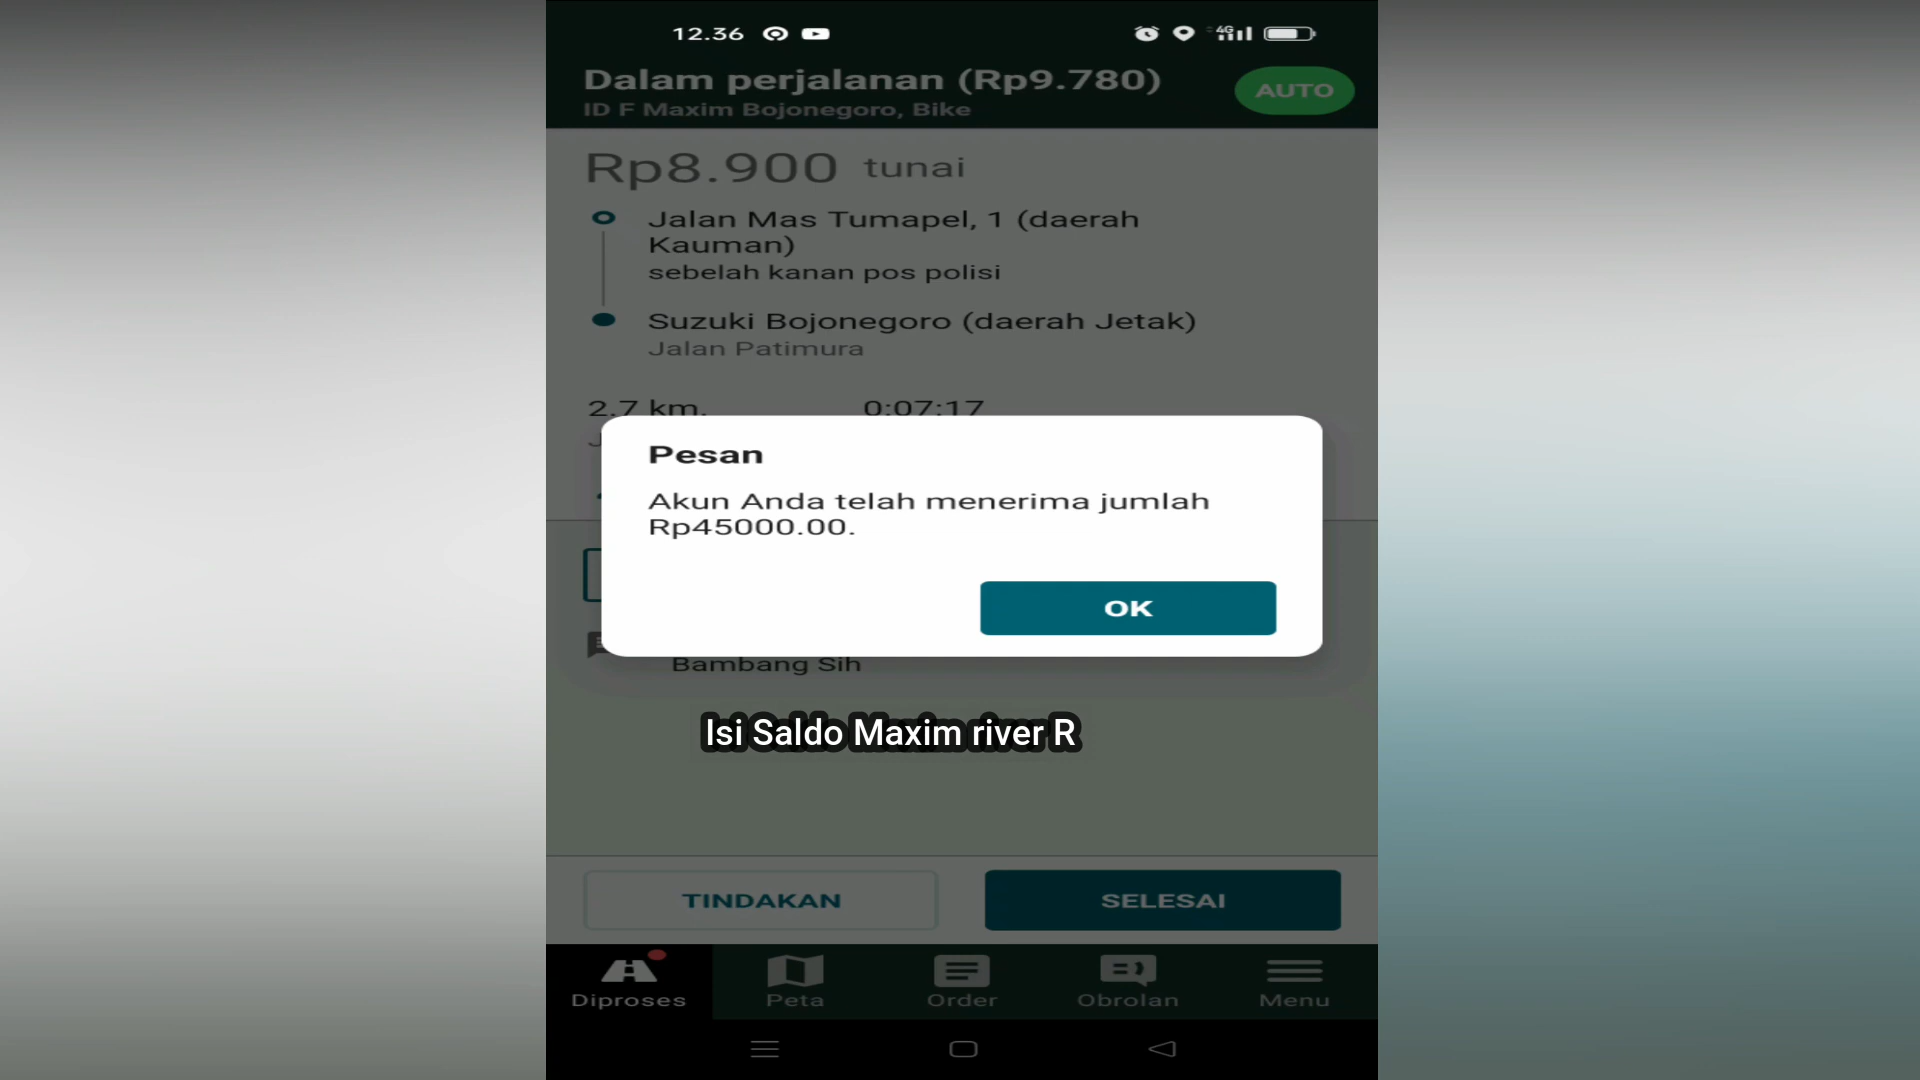 12.36
4G
Dalam perjalanan (Rp9.780)
AUTO
ID F Maxim Bojonegoro, Bike
Rp8.900 tunai
Jalan Mas Tumapel, 1 (daerah
Kauman)
sebelah kanan pos polisi
Suzuki Bojonegoro (daerah Jetak)
Jalan Patimura
2.7 km. 0:07:17
Pesan
Akun Anda telah menerima jumlah
Rp45000.00.
OK
Bambang Sih
Isi Saldo Maxim river R
TINDAKAN
SELESAI
Diproses
Peta
Order
Obrolan
Menu